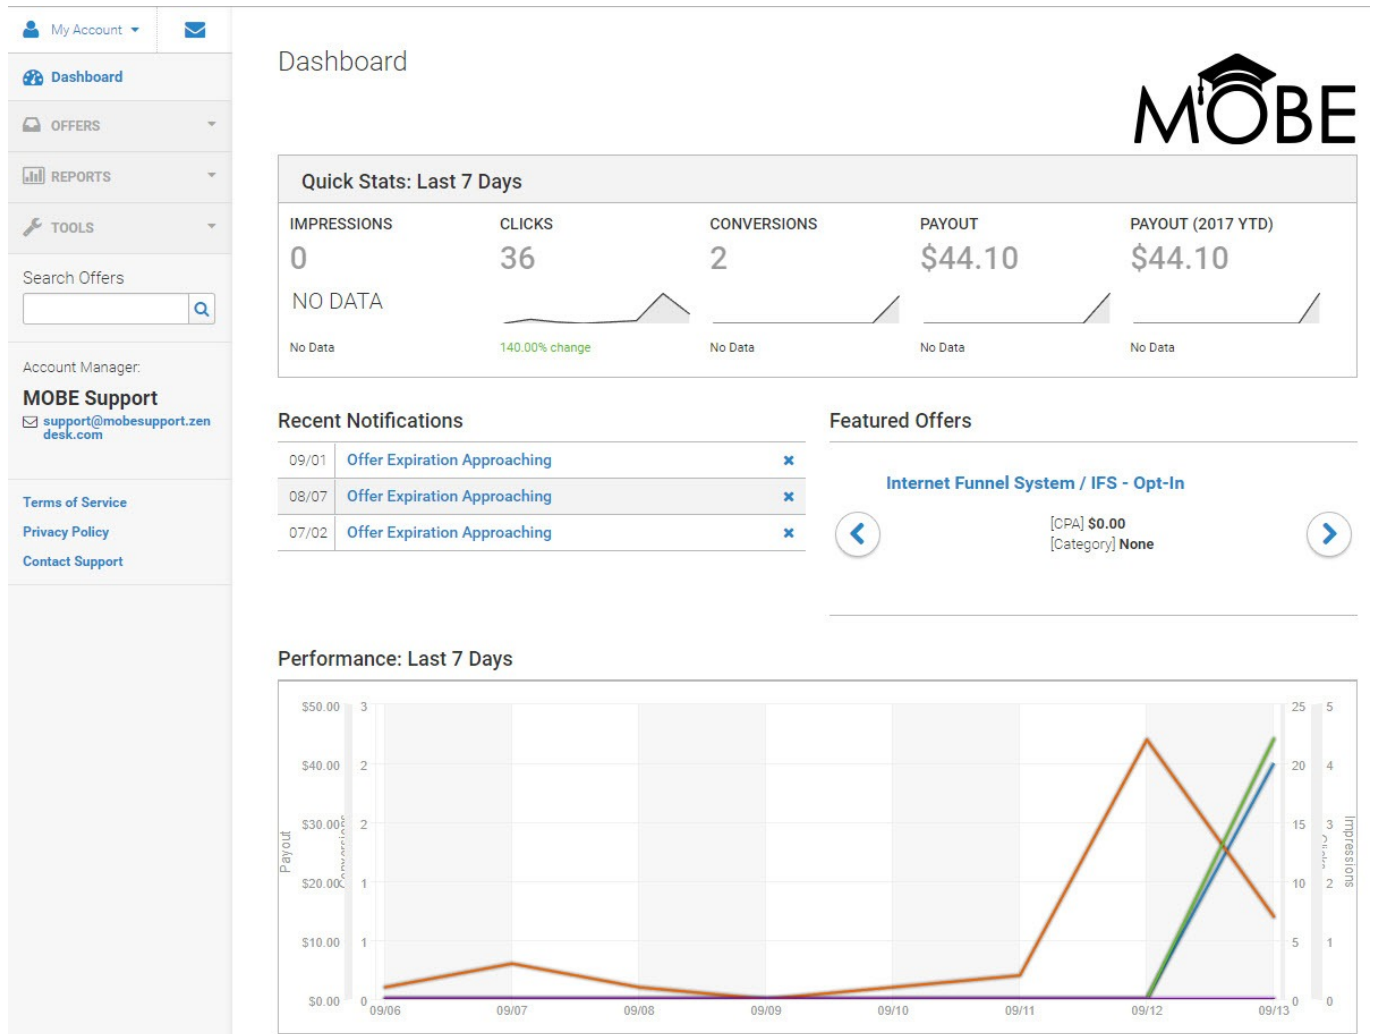 My Account
Dashboard
OFFERS
REPORTS
TOOLS
Search Offers
Account Manager:
MOBE Support
support@mobesupport.zen
desk.com
Terms of Service
Privacy Policy
Contact Support
Dashboard
MOBE
Quick Stats: Last 7 Days
IMPRESSIONS CLICKS CONVERSIONS PAYOUT PAYOUT (2017 YTD)
0 36 2 $44.10 $44.10
NO DATA
No Data 140.00% change No Data No Data No Data
Recent Notifications
09/01 Offer Expiration Approaching
08/07 Offer Expiration Approaching
07/02 Offer Expiration Approaching
Featured Offers
Internet Funnel System / IFS - Opt-In
[CPA] $0.00
[Category] None
Performance: Last 7 Days
$50.00 3 25 5
$40.00 2 20 4
$30.00 2 15 3
$20.00 1 10 2
$10.00 1 5 1
$0.00 0 0 0
Payout
Conversions
Clicks
Impressions
09/06 09/07 09/08 09/09 09/10 09/11 09/12 09/13